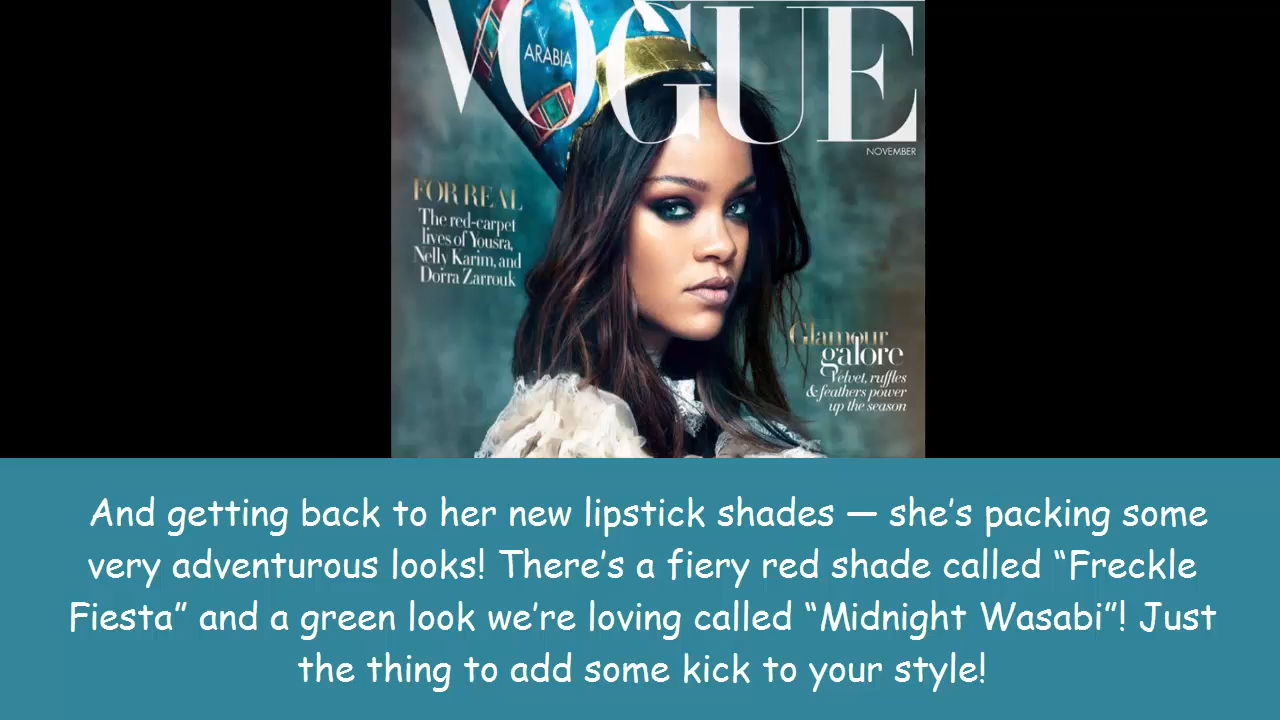 VOGUE
ARABIA
NOVEMBER
FOR REAL
The red-carpet
lives of Yousra,
Nelly Karim, and
Dorra Zarrouk
Glamour
galore
Velvet, ruffles
& feathers power
up the season
And getting back to her new lipstick shades — she’s packing some
very adventurous looks! There’s a fiery red shade called “Freckle
Fiesta” and a green look we’re loving called “Midnight Wasabi”! Just
the thing to add some kick to your style!